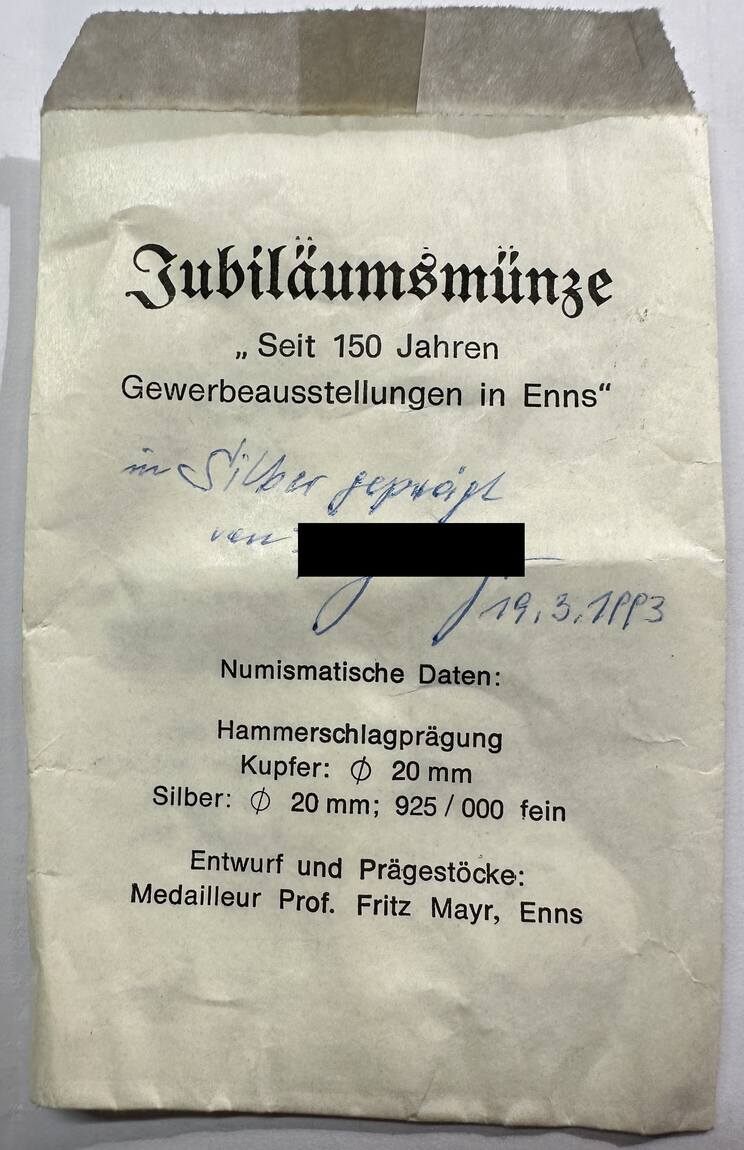 Jubiläumsmünze
„Seit 150 Jahren
Gewerbeausstellungen in Enns“
in Silber geprägt
von
19.3.1993
Numismatische Daten:
Hammerschlagprägung
Kupfer: ∅ 20 mm
Silber: ∅ 20 mm; 925 / 000 fein
Entwurf und Prägestöcke:
Medailleur Prof. Fritz Mayr, Enns